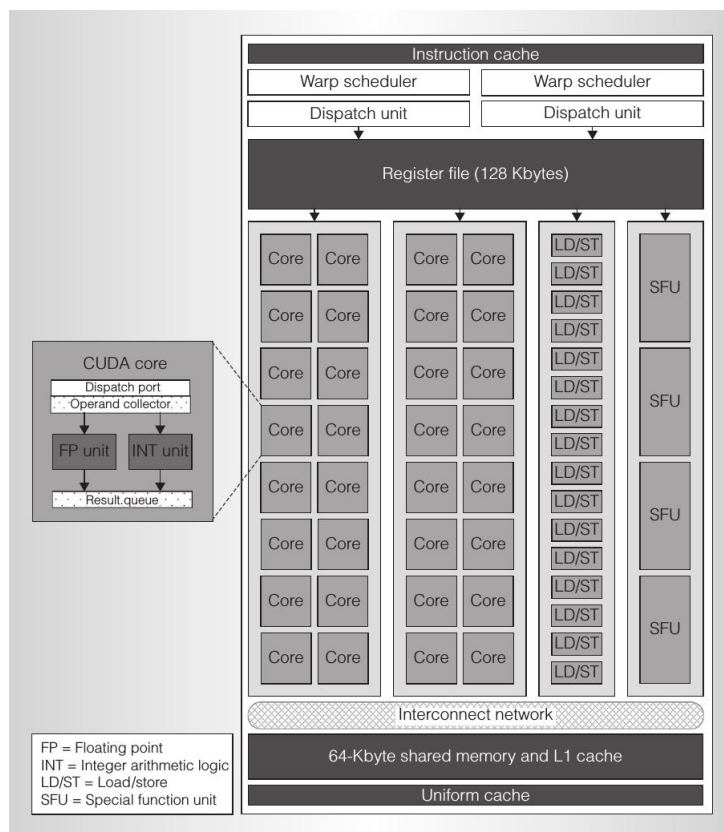 Instruction cache
Warp scheduler Warp scheduler
Dispatch unit Dispatch unit
Register file (128 Kbytes)
Core Core Core Core LD/ST SFU
LD/ST
Core Core Core Core LD/ST
LD/ST
Core Core Core Core LD/ST SFU
LD/ST
Core Core Core Core LD/ST
LD/ST
Core Core Core Core LD/ST SFU
LD/ST
Core Core Core Core LD/ST
LD/ST
Core Core Core Core LD/ST SFU
LD/ST
Core Core Core Core LD/ST
LD/ST
CUDA core
Dispatch port
Operand collector
FP unit INT unit
Result queue
Interconnect network
64-Kbyte shared memory and L1 cache
Uniform cache
FP = Floating point
INT = Integer arithmetic logic
LD/ST = Load/store
SFU = Special function unit